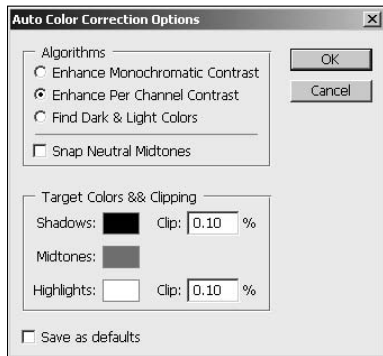 Auto Color Correction Options
Algorithms
Enhance Monochromatic Contrast
Enhance Per Channel Contrast
Find Dark & Light Colors
Snap Neutral Midtones
OK
Cancel
Target Colors && Clipping
Shadows: Clip: 0.10 %
Midtones:
Highlights: Clip: 0.10 %
Save as defaults